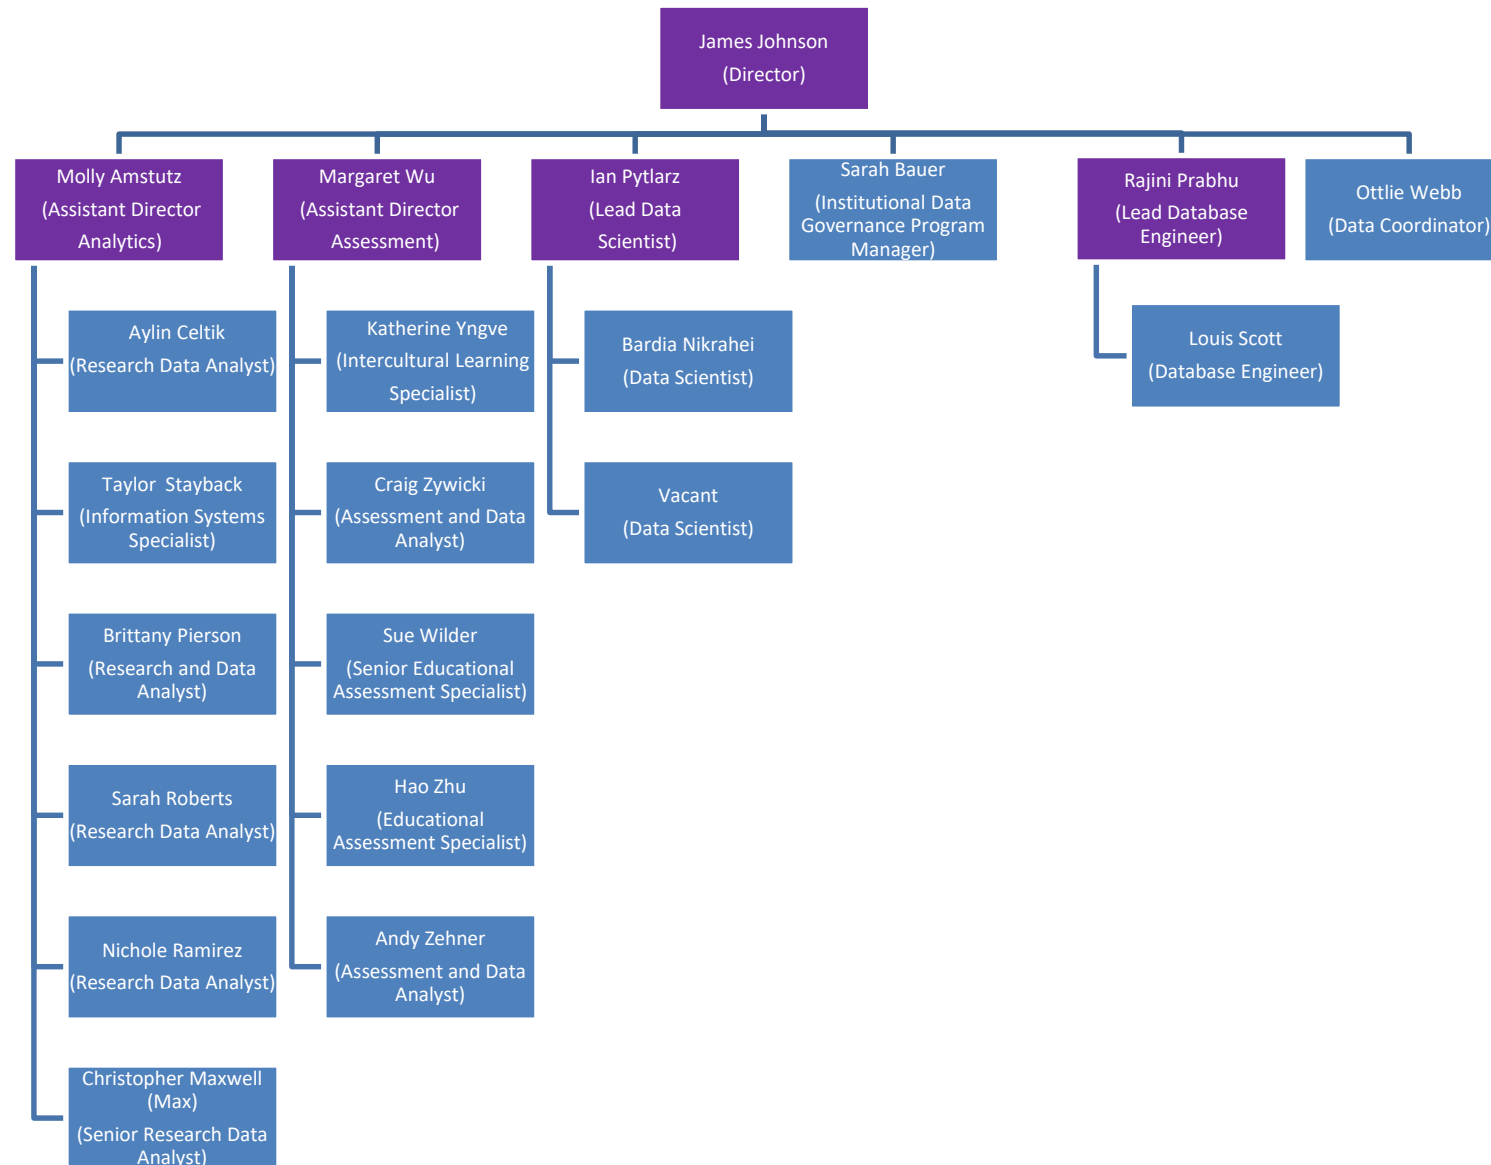 James Johnson
(Director)
Molly Amstutz
(Assistant Director
Analytics)
Margaret Wu
(Assistant Director
Assessment)
Ian Pytlarz
(Lead Data
Scientist)
Sarah Bauer
(Institutional Data
Governance Program
Manager)
Rajini Prabhu
(Lead Database
Engineer)
Ottlie Webb
(Data Coordinator)
Aylin Celtik
(Research Data Analyst)
Katherine Yngve
(Intercultural Learning
Specialist)
Bardia Nikrahei
(Data Scientist)
Louis Scott
(Database Engineer)
Taylor  Stayback
(Information Systems
Specialist)
Craig Zywicki
(Assessment and Data
Analyst)
Vacant
(Data Scientist)
Brittany Pierson
(Research and Data
Analyst)
Sue Wilder
(Senior Educational
Assessment Specialist)
Sarah Roberts
(Research Data Analyst)
Hao Zhu
(Educational
Assessment Specialist)
Nichole Ramirez
(Research Data Analyst)
Andy Zehner
(Assessment and Data
Analyst)
Christopher Maxwell
(Max)
(Senior Research Data
Analyst)